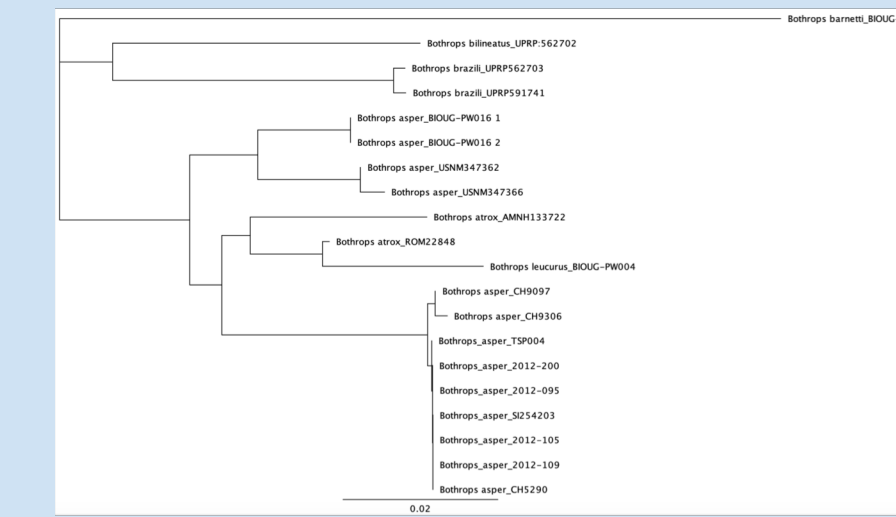 Bothrops barnetti_BIOUG
Bothrops bilineatus_UPRP:562702
Bothrops brazili_UPRP562703
Bothrops brazili_UPRP591741
Bothrops asper_BIOUG-PW016 1
Bothrops asper_BIOUG-PW016 2
Bothrops asper_USNM347362
Bothrops asper_USNM347366
Bothrops atrox_AMNH133722
Bothrops atrox_ROM22848
Bothrops leucurus_BIOUG-PW004
Bothrops asper_CH9097
Bothrops asper_CH9306
Bothrops_asper_TSP004
Bothrops_asper_2012-200
Bothrops_asper_2012-095
Bothrops_asper_SI254203
Bothrops_asper_2012-105
Bothrops_asper_2012-109
Bothrops asper_CH5290
0.02